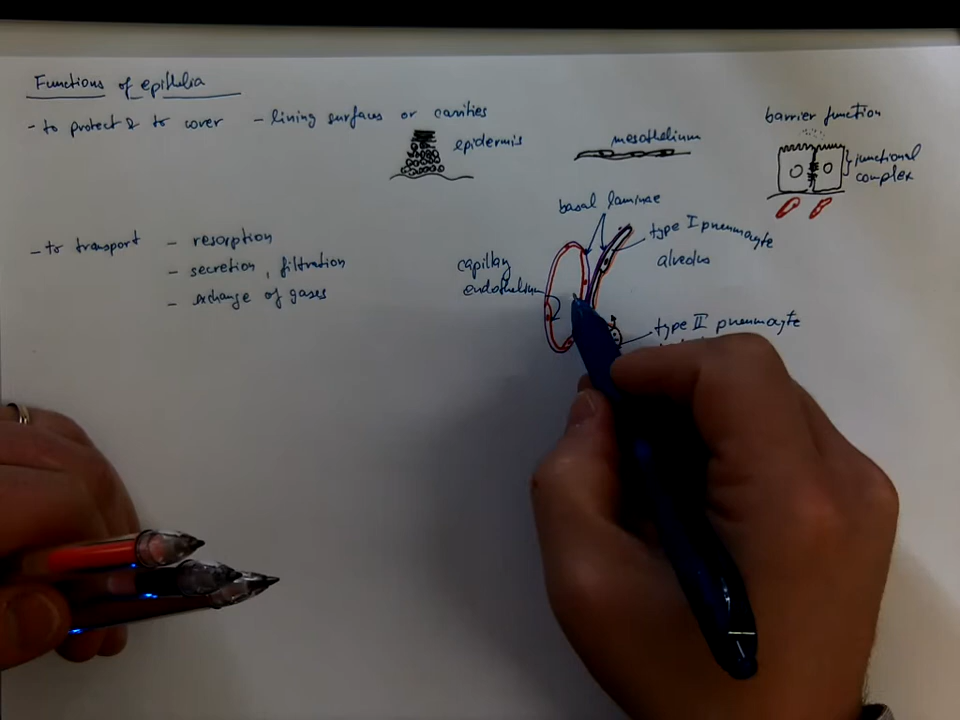 Functions of epithelia
- to protect & to cover - lining surfaces or cavities
epidermis
mesothelium
barrier function
junctional
complex
- to transport - resorption
- secretion, filtration
- exchange of gases
basal laminae
capillary
endothelium
type I pneumocyte
alveolus
type II pneumocyte